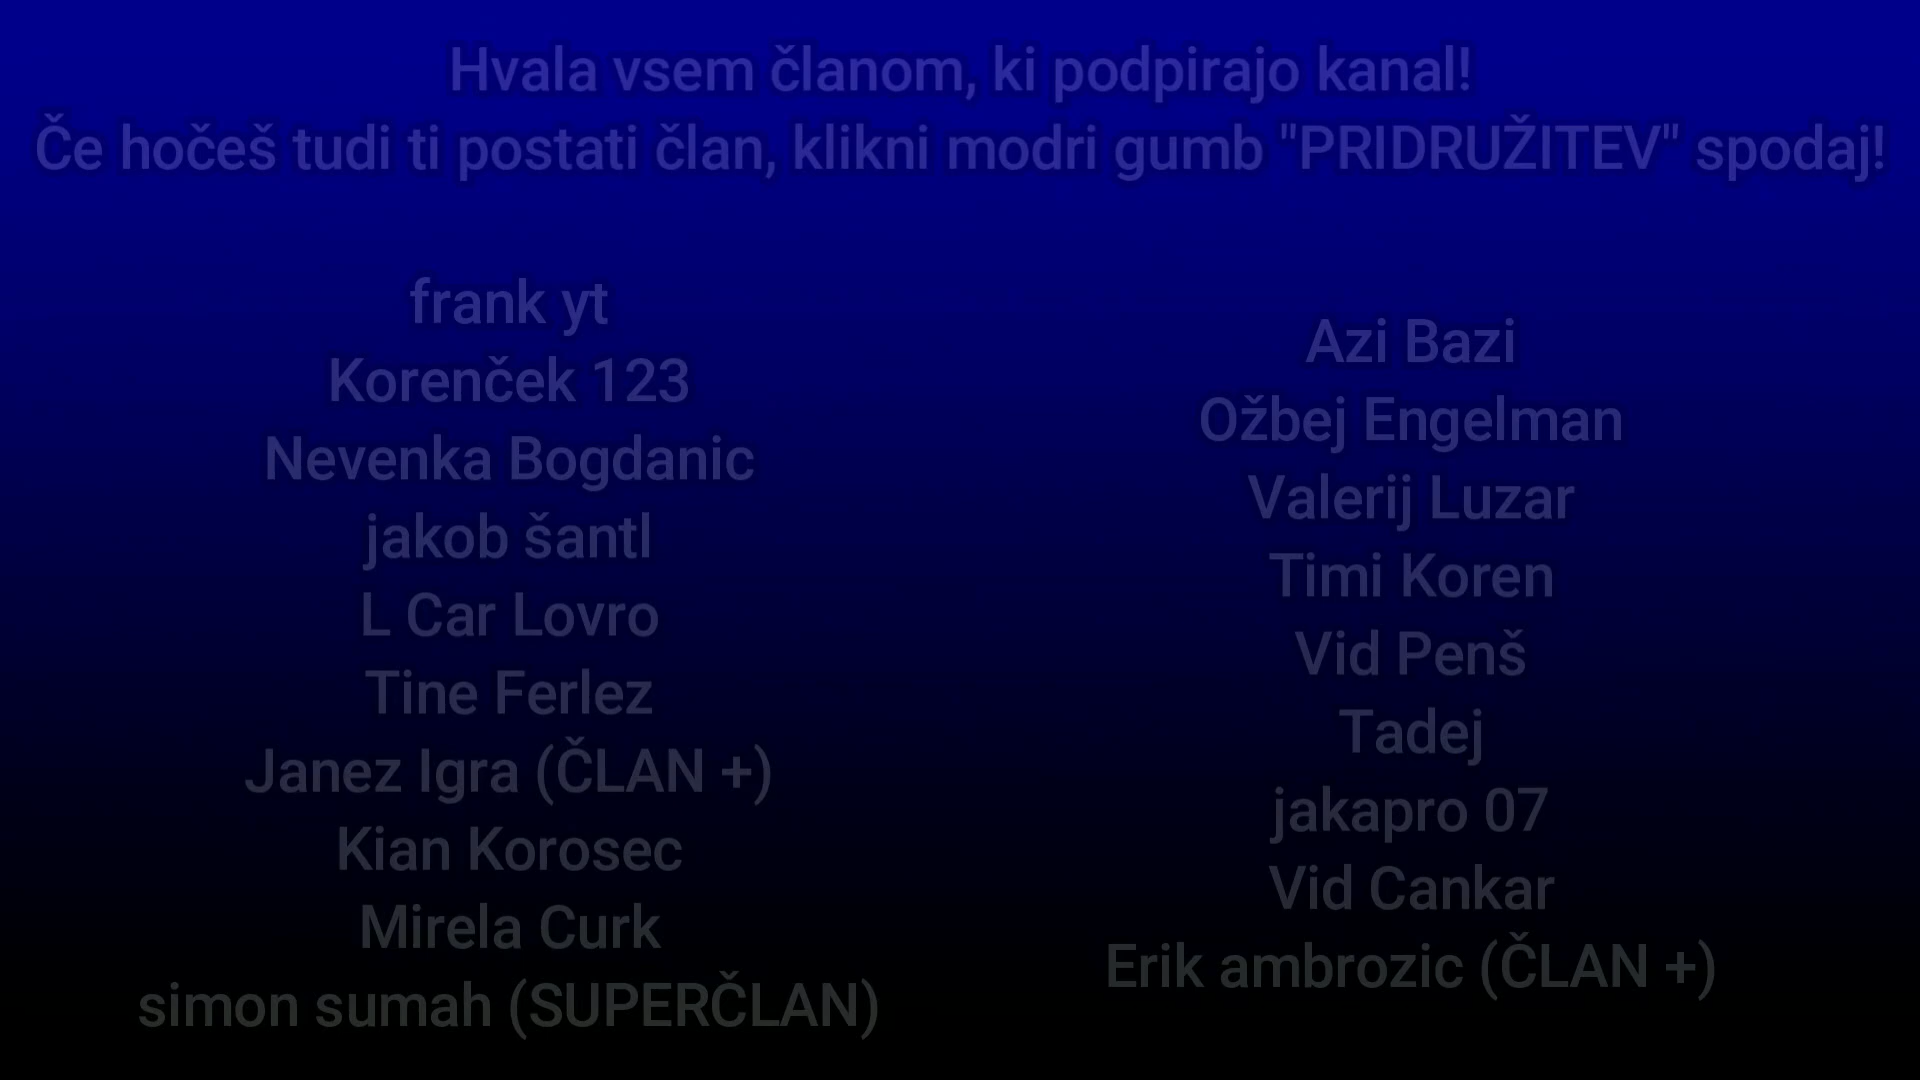 Hvala vsem članom, ki podpirajo kanal!
Če hočeš tudi ti postati član, klikni modri gumb "PRIDRUŽITEV" spodaj!
frank yt
Korenček 123
Nevenka Bogdanic
jakob šantl
L Car Lovro
Tine Ferlez
Janez Igra (ČLAN +)
Kian Korosec
Mirela Curk
simon sumah (SUPERČLAN)
Azi Bazi
Ožbej Engelman
Valerij Luzar
Timi Koren
Vid Penš
Tadej
jakapro 07
Vid Cankar
Erik ambrozic (ČLAN +)